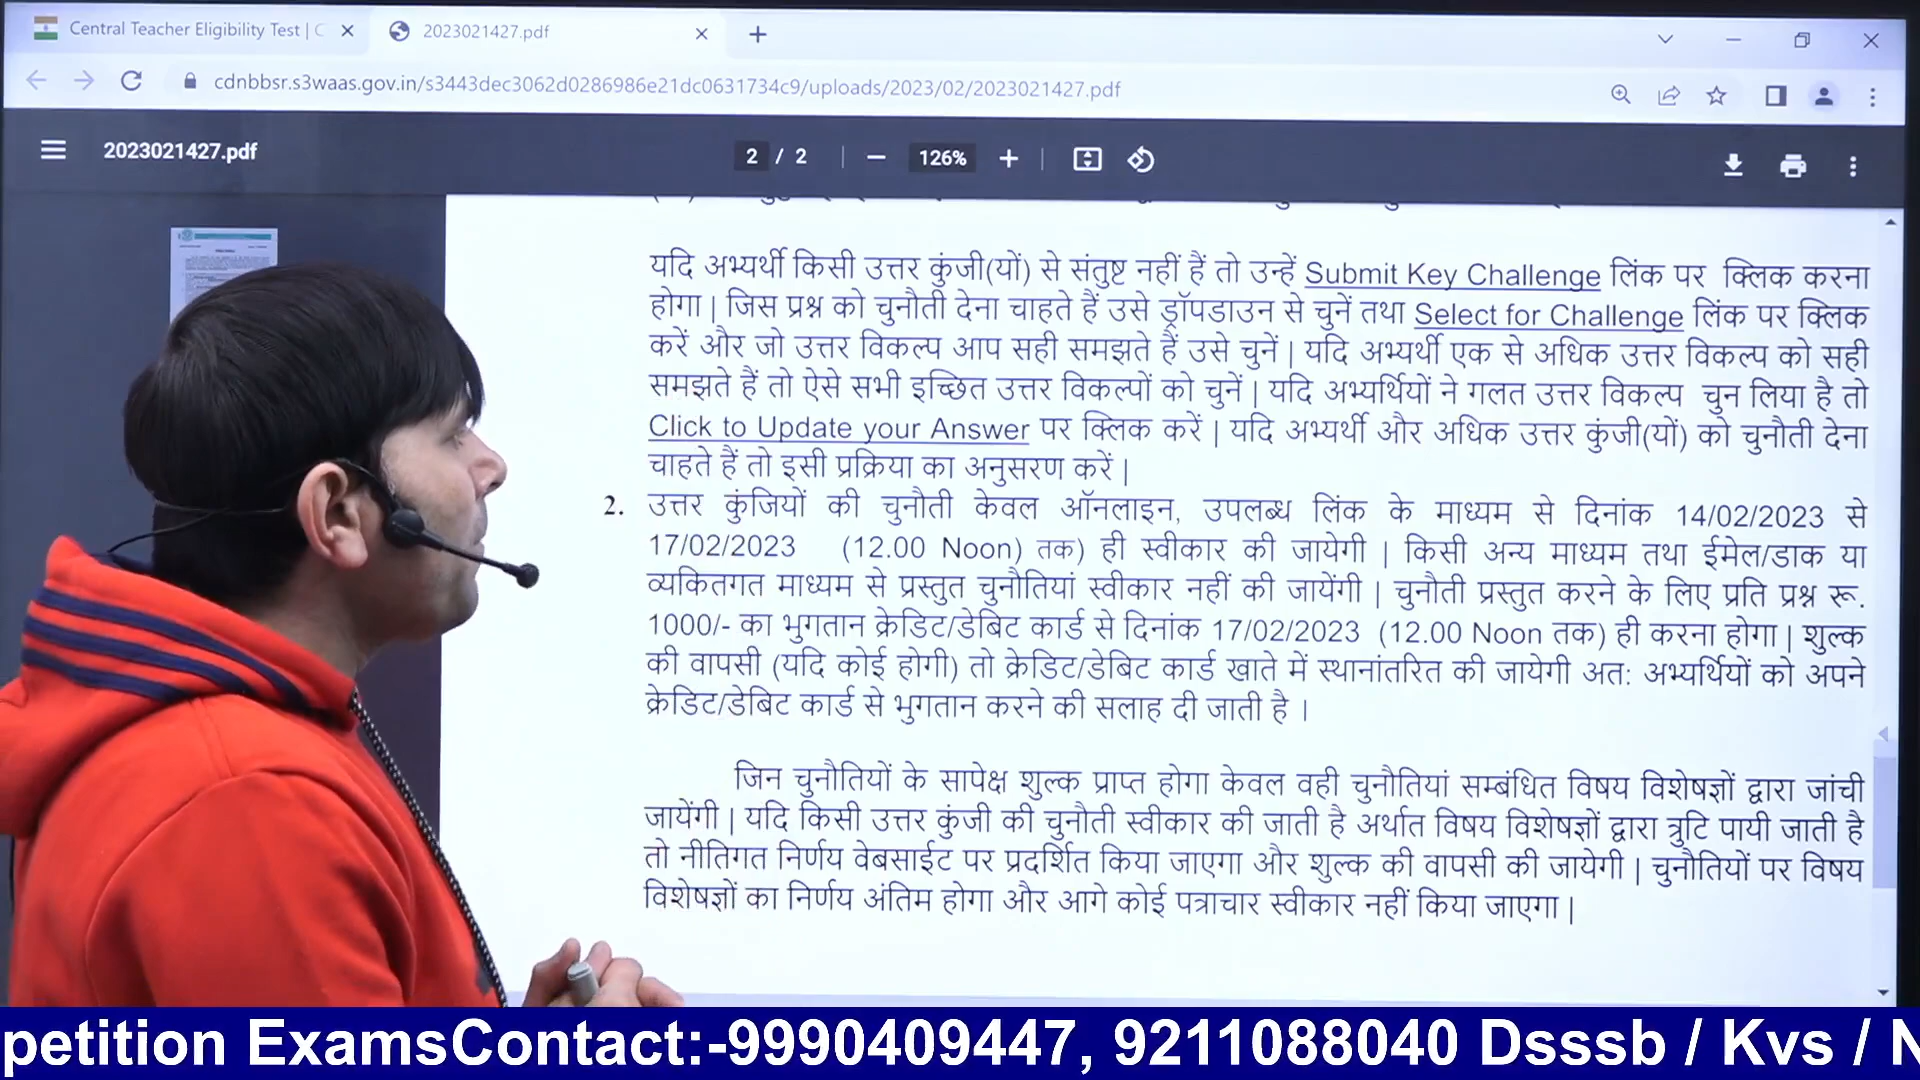 Central Teacher Eligibility Test | C
2023021427.pdf
cdnbbsr.s3waas.gov.in/s3443dec3062d0286986e21dc0631734c9/uploads/2023/02/2023021427.pdf
2023021427.pdf
2 / 2
126%
यदि अभ्यर्थी किसी उत्तर कुंजी(यों) से संतुष्ट नहीं हैं तो उन्हें Submit Key Challenge लिंक पर क्लिक करना
होगा | जिस प्रश्न को चुनौती देना चाहते हैं उसे ड्रॉपडाउन से चुनें तथा Select for Challenge लिंक पर क्लिक
करें और जो उत्तर विकल्प आप सही समझते हैं उसे चुनें | यदि अभ्यर्थी एक से अधिक उत्तर विकल्प को सही
समझते हैं तो ऐसे सभी इच्छित उत्तर विकल्पों को चुनें | यदि अभ्यर्थियों ने गलत उत्तर विकल्प चुन लिया है तो
Click to Update your Answer पर क्लिक करें | यदि अभ्यर्थी और अधिक उत्तर कुंजी(यों) को चुनौती देना
चाहते हैं तो इसी प्रक्रिया का अनुसरण करें |
2. उत्तर कुंजियों की चुनौती केवल ऑनलाइन, उपलब्ध लिंक के माध्यम से दिनांक 14/02/2023 से
17/02/2023 (12.00 Noon) तक) ही स्वीकार की जायेगी | किसी अन्य माध्यम तथा ईमेल/डाक या
व्यकितगत माध्यम से प्रस्तुत चुनौतियां स्वीकार नहीं की जायेंगी | चुनौती प्रस्तुत करने के लिए प्रति प्रश्न रू.
1000/- का भुगतान क्रेडिट/डेबिट कार्ड से दिनांक 17/02/2023 (12.00 Noon तक) ही करना होगा | शुल्क
की वापसी (यदि कोई होगी) तो क्रेडिट/डेबिट कार्ड खाते में स्थानांतरित की जायेगी अत: अभ्यर्थियों को अपने
क्रेडिट/डेबिट कार्ड से भुगतान करने की सलाह दी जाती है ।
जिन चुनौतियों के सापेक्ष शुल्क प्राप्त होगा केवल वही चुनौतियां सम्बंधित विषय विशेषज्ञों द्वारा जांची
जायेंगी | यदि किसी उत्तर कुंजी की चुनौती स्वीकार की जाती है अर्थात विषय विशेषज्ञों द्वारा त्रुटि पायी जाती है
तो नीतिगत निर्णय वेबसाईट पर प्रदर्शित किया जाएगा और शुल्क की वापसी की जायेगी | चुनौतियों पर विषय
विशेषज्ञों का निर्णय अंतिम होगा और आगे कोई पत्राचार स्वीकार नहीं किया जाएगा |
petition ExamsContact:-9990409447, 9211088040 Dsssb / Kvs / N